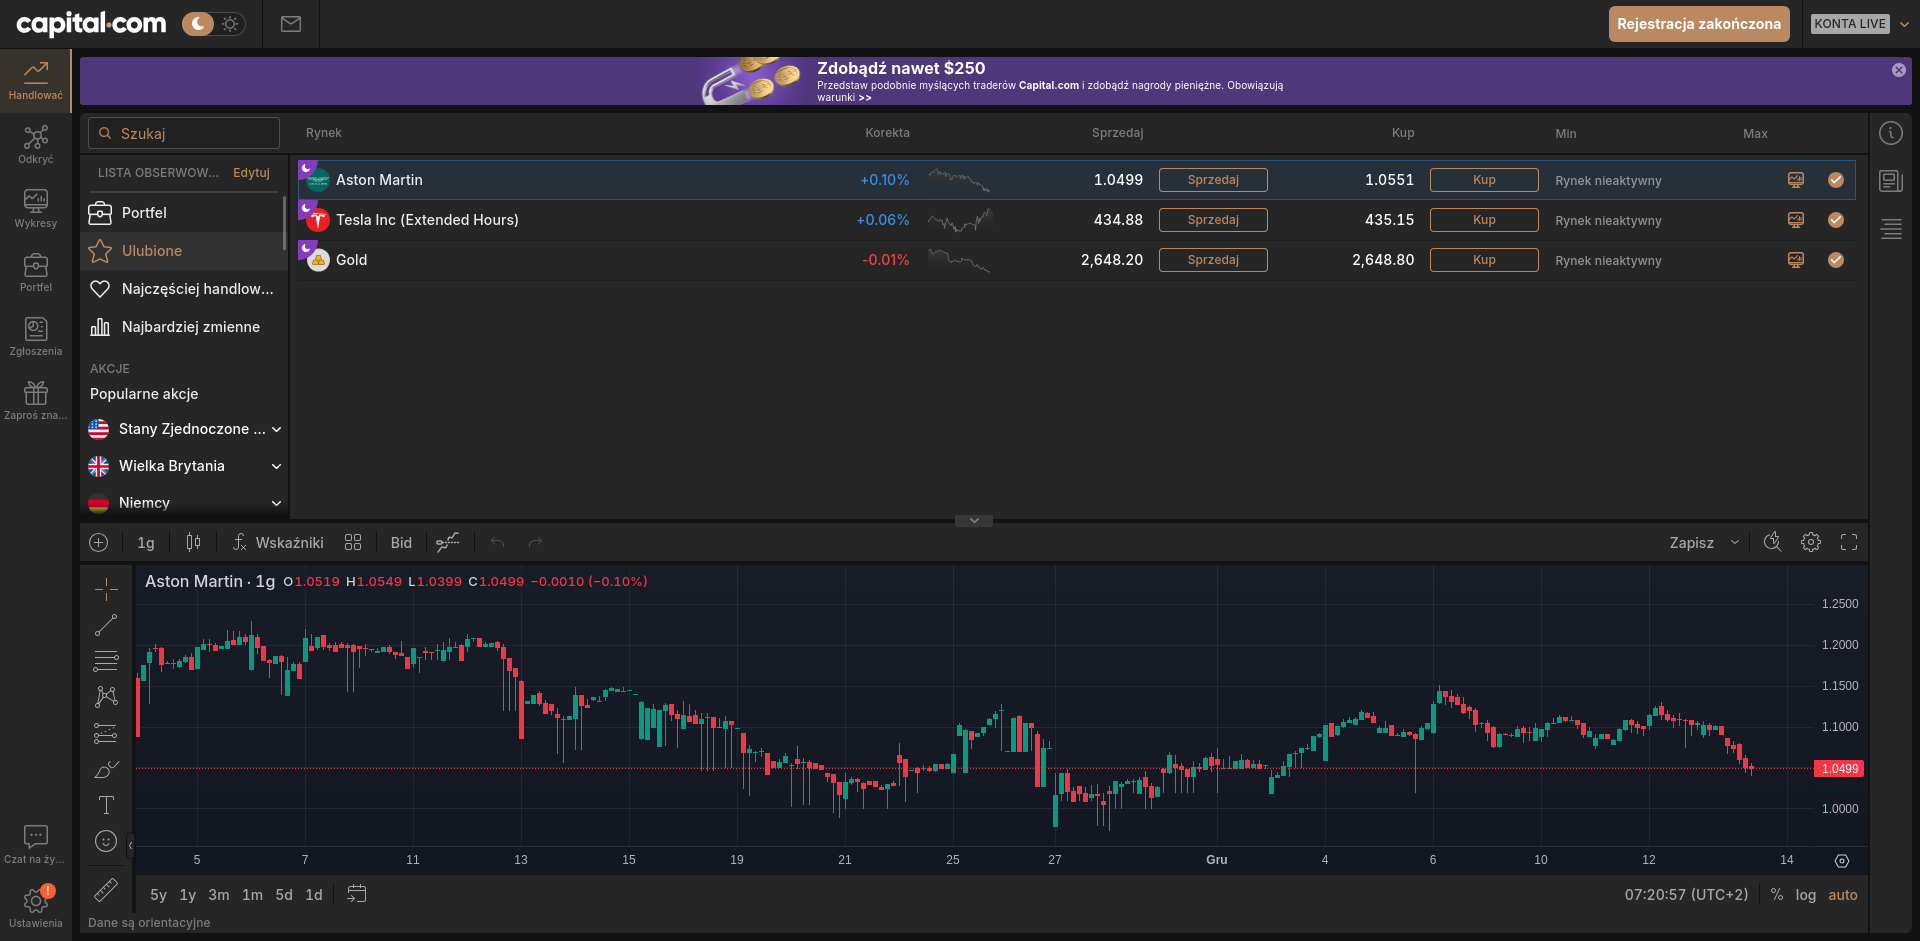 capital.com
Rejestracja zakończona
KONTA LIVE
Handlować
Odkryć
Wykresy
Portfel
Zgłoszenia
Zaproś zna...
Czat na ży...
!
Ustawienia
Zdobądź nawet $250
Przedstaw podobnie myślących traderów Capital.com i zdobądź nagrody pieniężne. Obowiązują
warunki >>
Szukaj
LISTA OBSERWOW... Edytuj
Portfel
Ulubione
Najczęściej handlow...
Najbardziej zmienne
AKCJE
Popularne akcje
Stany Zjednoczone ...
Wielka Brytania
Niemcy
Rynek Korekta Sprzedaj Kup Min Max
Aston Martin +0.10% 1.0499 Sprzedaj 1.0551 Kup Rynek nieaktywny
Tesla Inc (Extended Hours) +0.06% 434.88 Sprzedaj 435.15 Kup Rynek nieaktywny
Gold -0.01% 2,648.20 Sprzedaj 2,648.80 Kup Rynek nieaktywny
1g Wskaźniki Bid Zapisz
Aston Martin · 1g O1.0519 H1.0549 L1.0399 C1.0499 −0.0010 (−0.10%)
1.2500
1.2000
1.1500
1.1000
1.0499
1.0000
5 7 11 13 15 19 21 25 27 Gru 4 6 10 12 14
5y 1y 3m 1m 5d 1d 07:20:57 (UTC+2) % log auto
Dane są orientacyjne